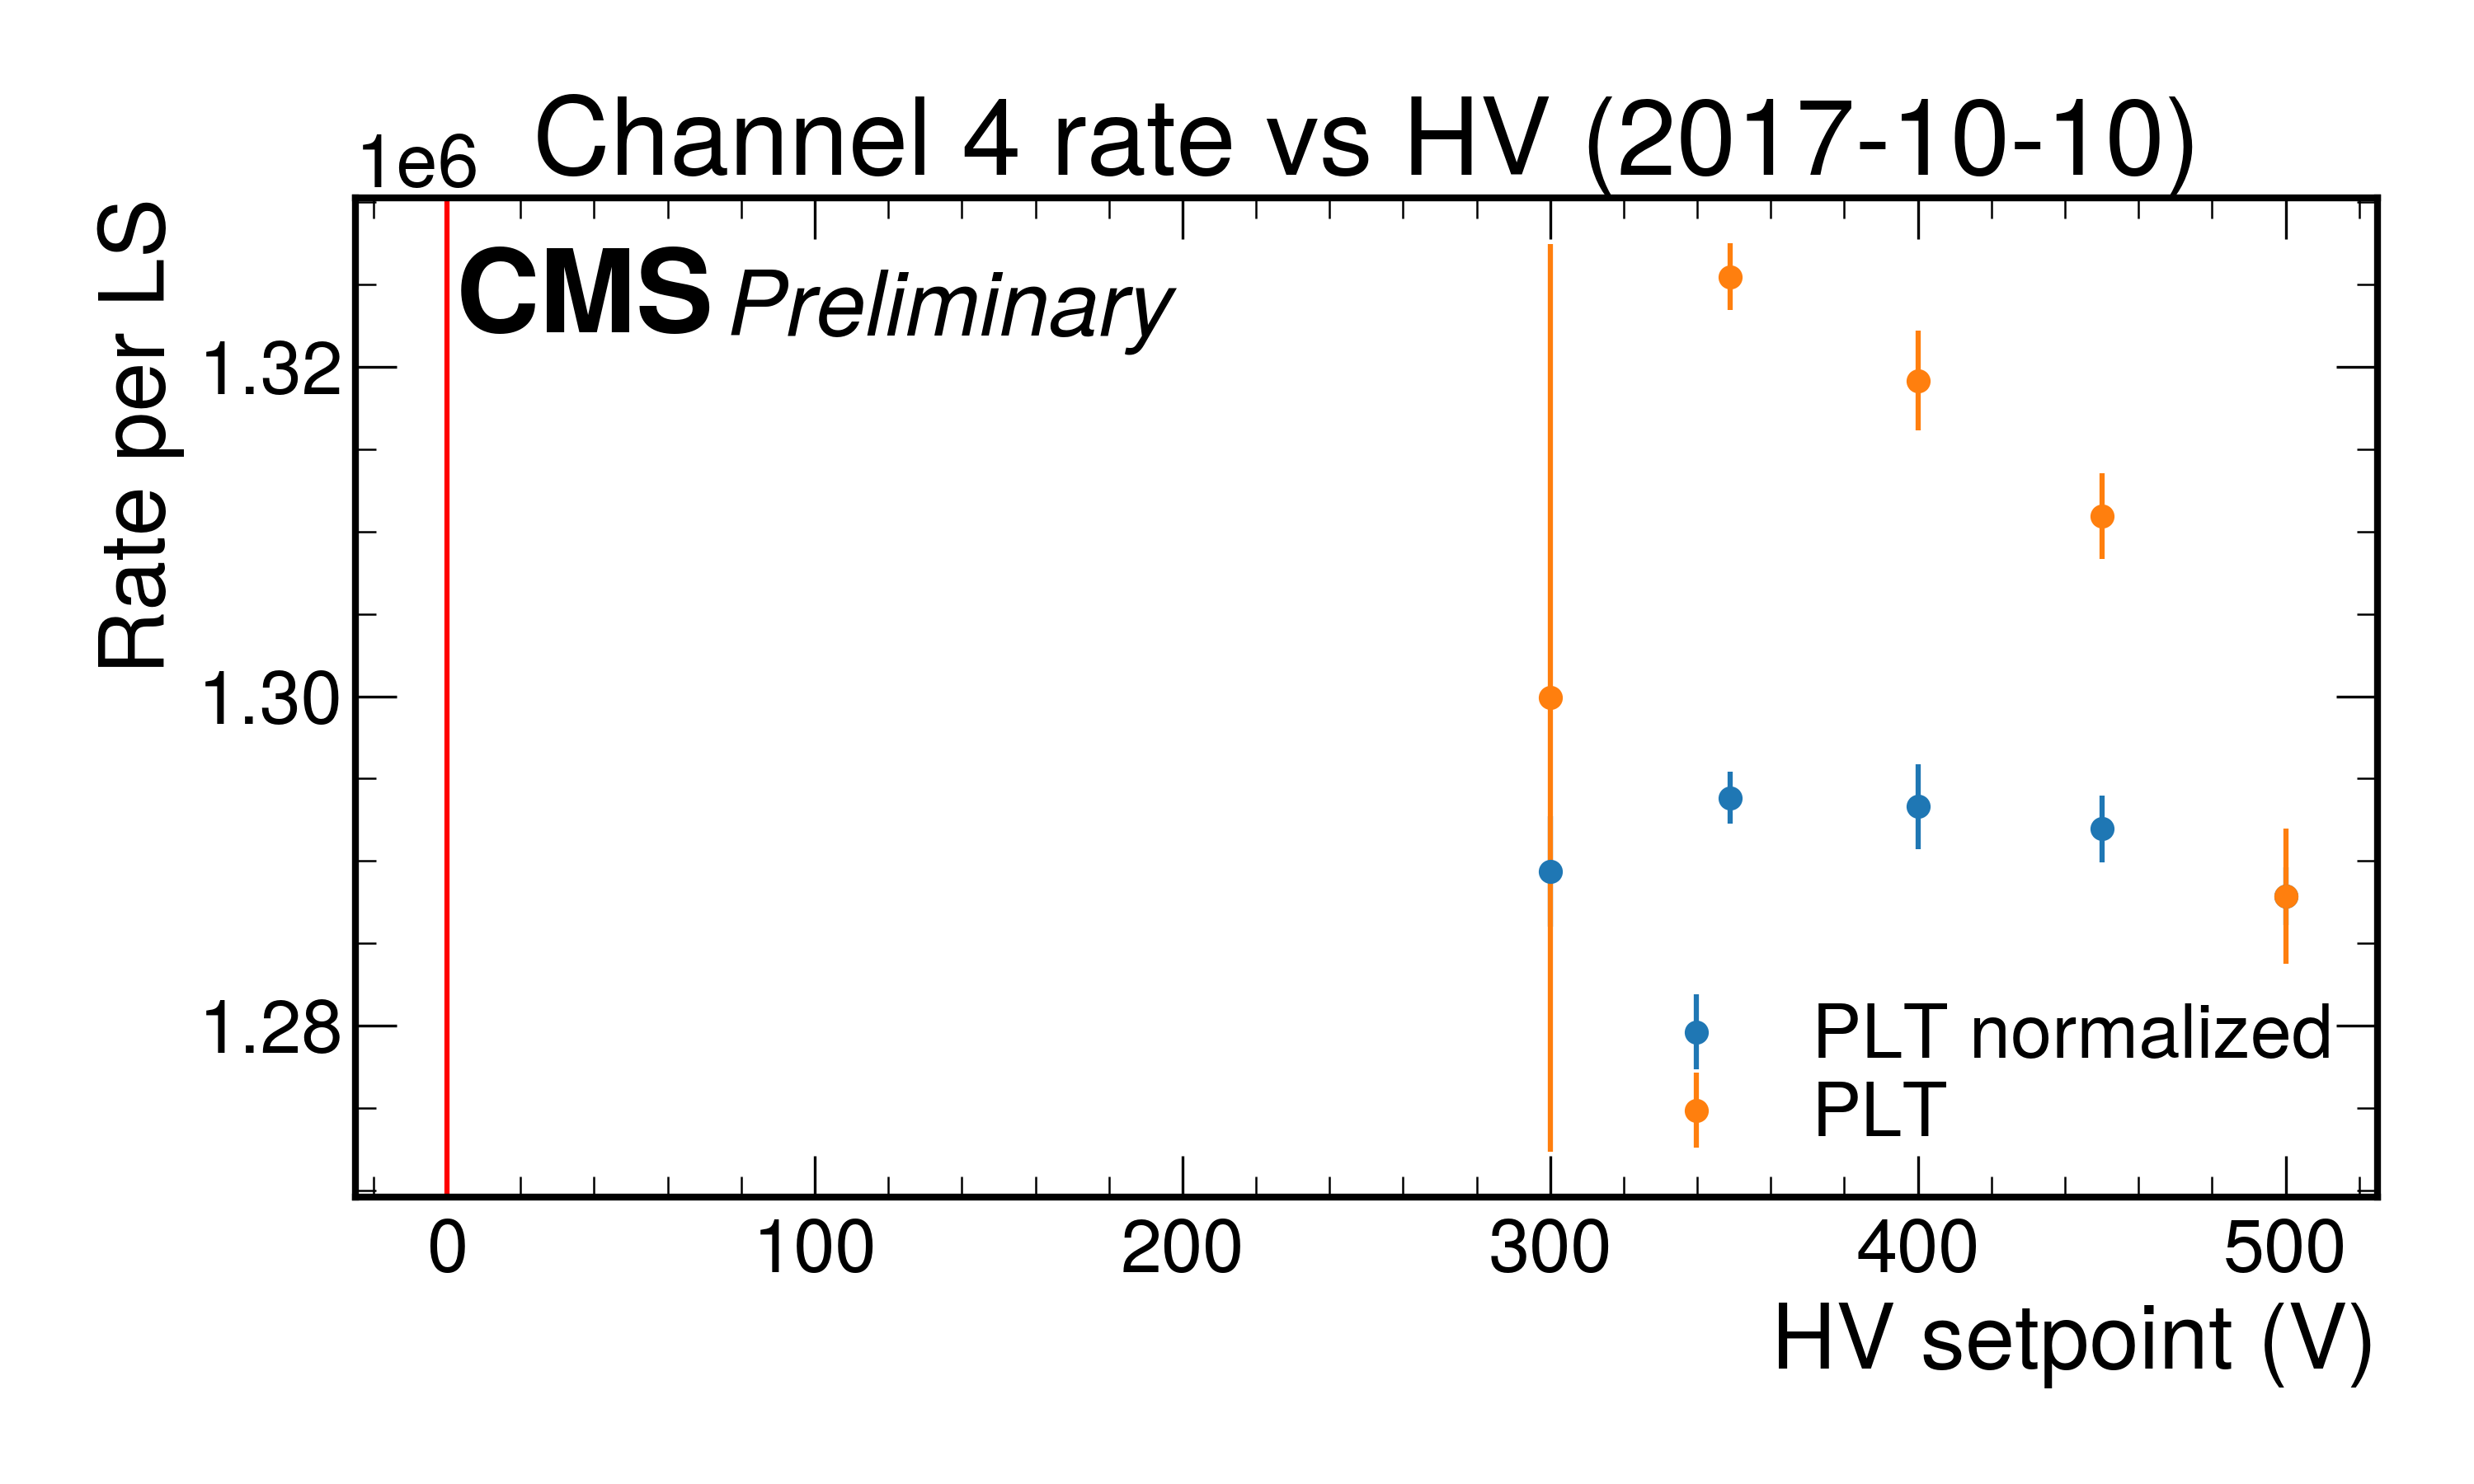 Channel 4 rate vs HV (2017-10-10)
1e6
CMS Preliminary
Rate per LS
1.32
1.30
1.28
PLT normalized
PLT
0 100 200 300 400 500
HV setpoint (V)